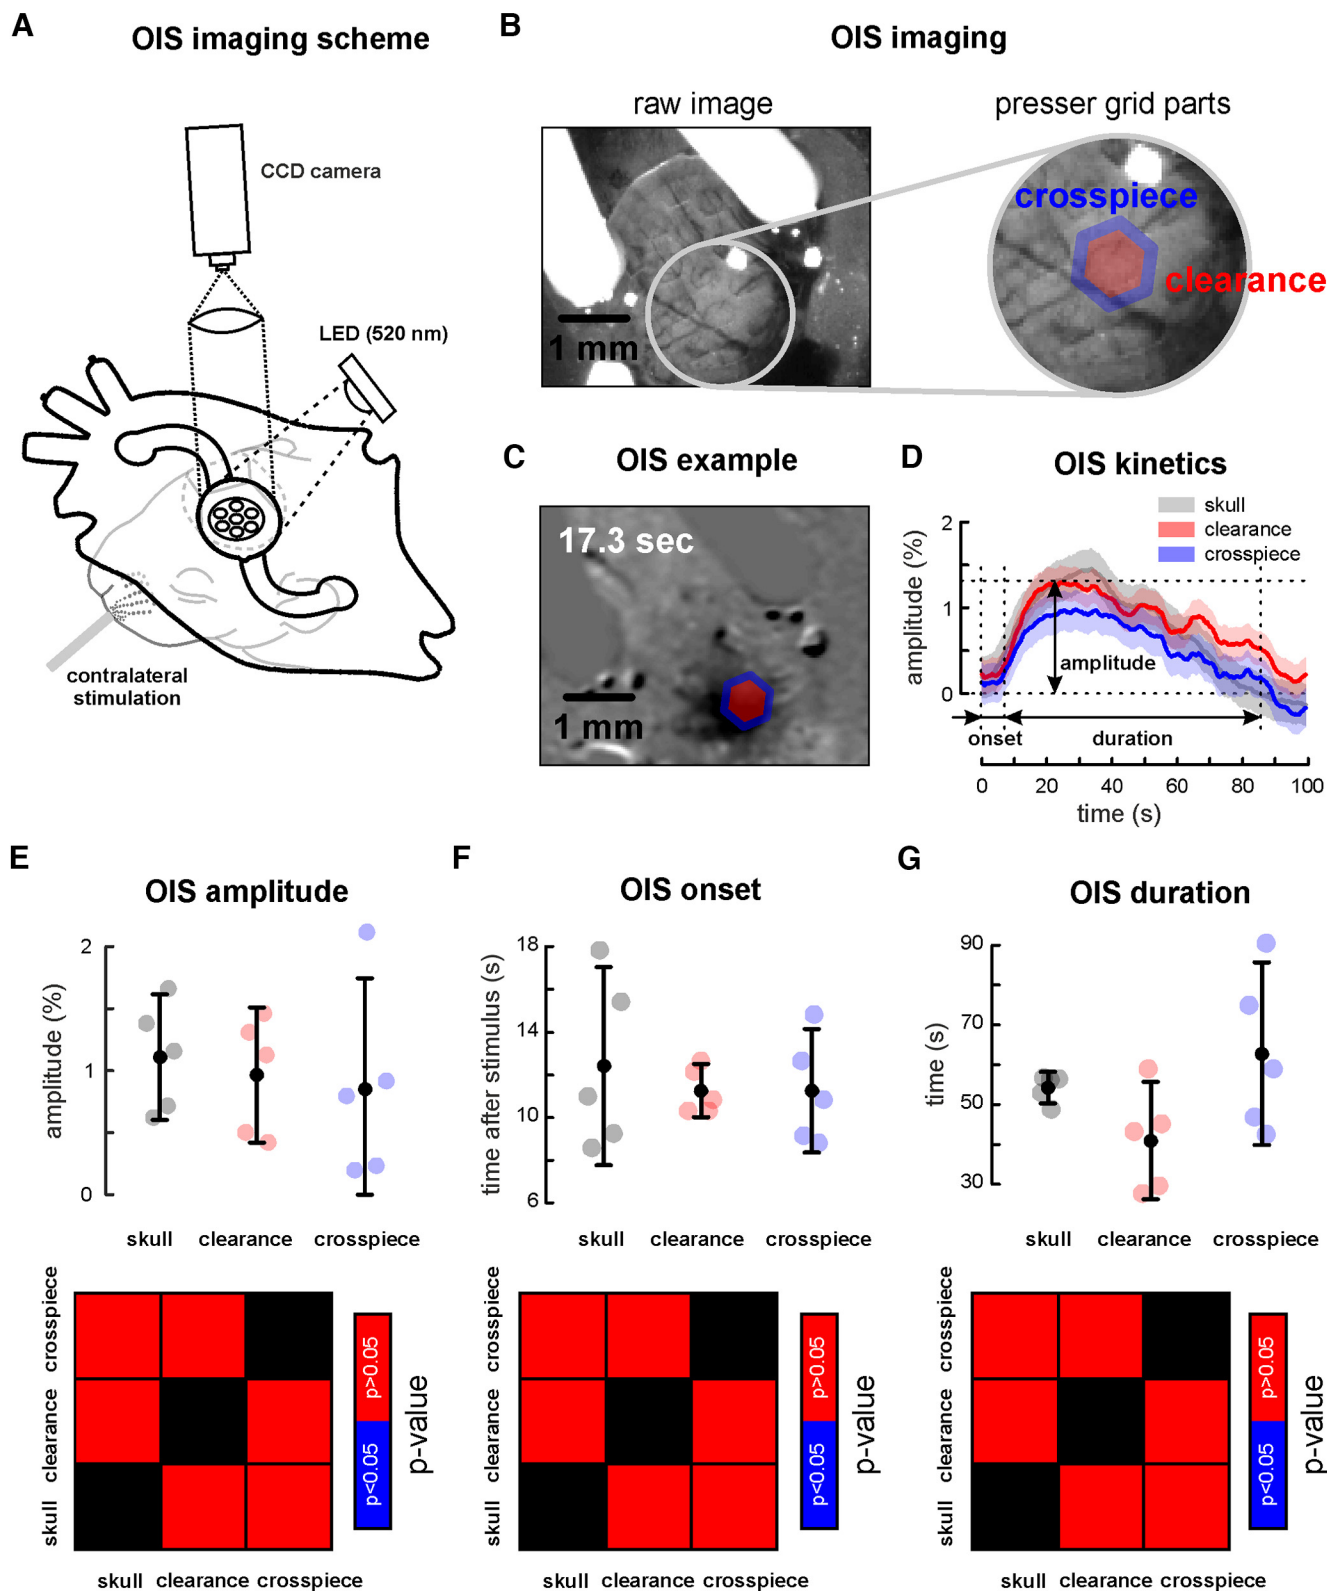 A
OIS imaging scheme
CCD camera
LED (520 nm)
contralateral
stimulation
B
OIS imaging
raw image
presser grid parts
1 mm
crosspiece
clearance
C
OIS example
17.3 sec
1 mm
D
OIS kinetics
skull
clearance
crosspiece
amplitude (%)
2
1
0
amplitude
onset
duration
0 20 40 60 80 100
time (s)
E
OIS amplitude
amplitude (%)
2
1
0
skull clearance crosspiece
crosspiece
clearance
skull
skull clearance crosspiece
p>0.05
p<0.05
p-value
F
OIS onset
time after stimulus (s)
18
14
10
6
skull clearance crosspiece
crosspiece
clearance
skull
skull clearance crosspiece
p>0.05
p<0.05
p-value
G
OIS duration
time (s)
90
70
50
30
skull clearance crosspiece
crosspiece
clearance
skull
skull clearance crosspiece
p>0.05
p<0.05
p-value